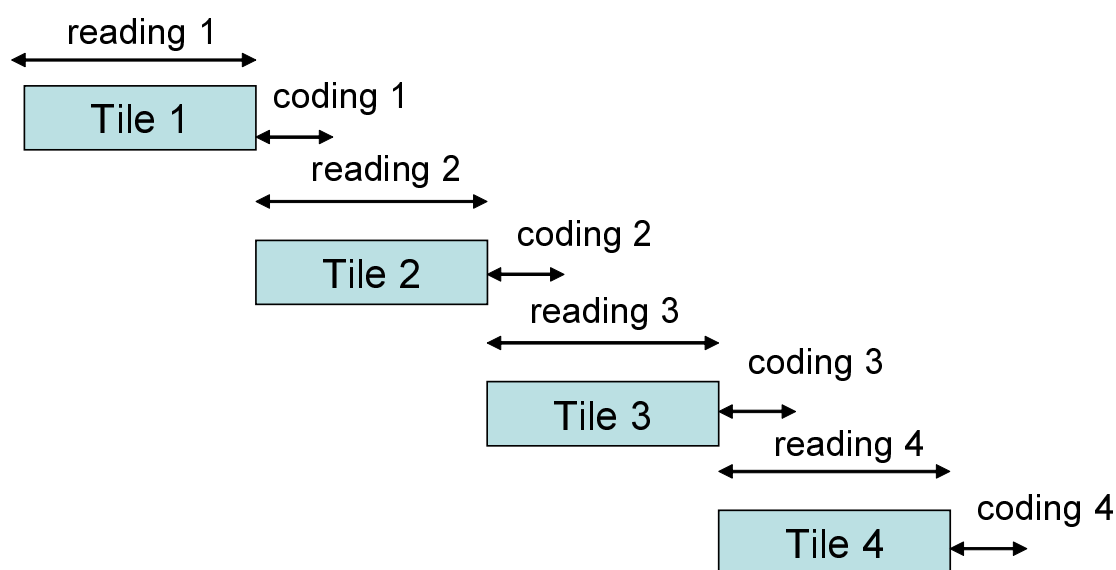 reading 1
Tile 1
coding 1
reading 2
Tile 2
coding 2
reading 3
Tile 3
coding 3
reading 4
Tile 4
coding 4